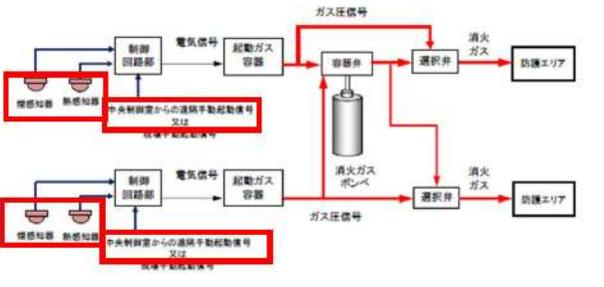 ガス圧信号
制御
回路部
電気信号
起動ガス
容器
容器弁
選択弁
消火
ガス
防護エリア
煙感知器
熱感知器
中央制御室からの遠隔手動起動信号
又は
現場手動起動信号
消火ガス
ボンベ
制御
回路部
電気信号
起動ガス
容器
ガス圧信号
選択弁
消火
ガス
防護エリア
煙感知器
熱感知器
中央制御室からの遠隔手動起動信号
又は
現場手動起動信号